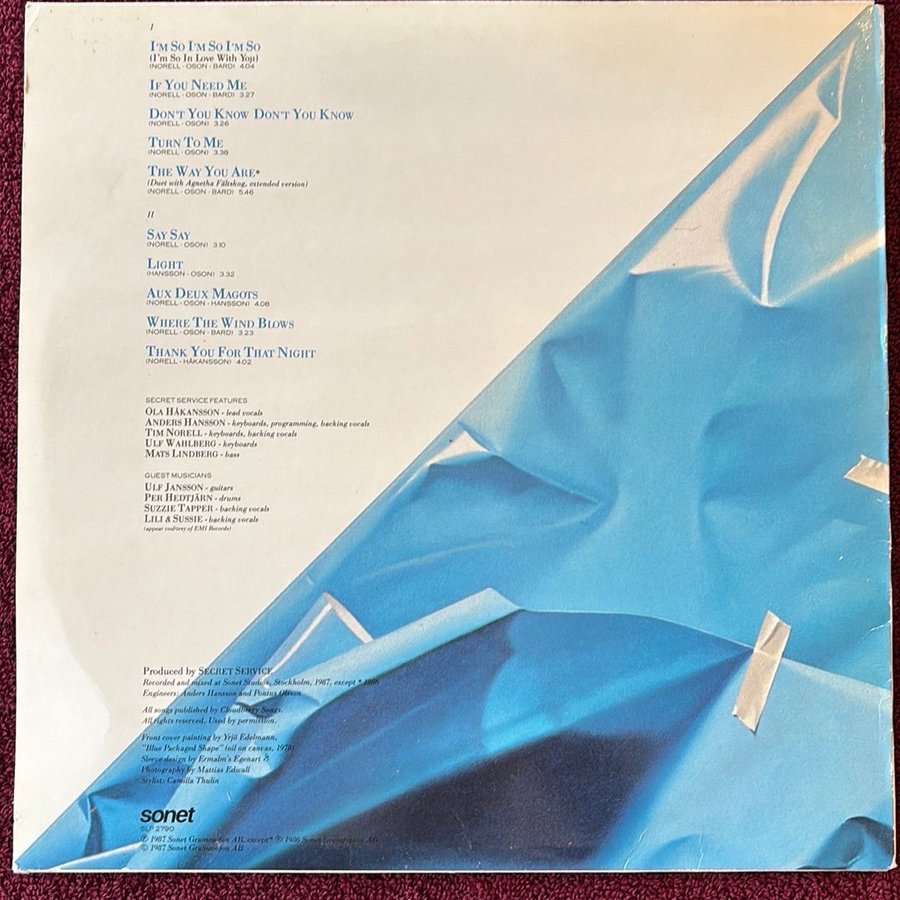 I
I'm So I'm So I'm So
(I'm So In Love With You)
(NORELL - OSON - BARD) 4.04
If You Need Me
(NORELL - OSON - BARD) 3.27
Don't You Know Don't You Know
(NORELL - OSON) 3.26
Turn To Me
(NORELL - OSON) 3.38
The Way You Are*
(Duet with Agnetha Fältskog, extended version)
(NORELL - OSON - BARD) 5.46
II
Say Say
(NORELL - OSON) 3.10
Light
(HANSSON - OSON) 3.32
Aux Deux Magots
(NORELL - OSON - HANSSON) 4.08
Where The Wind Blows
(NORELL - OSON - BARD) 3.23
Thank You For That Night
(NORELL - HÅKANSSON) 4.02
SECRET SERVICE FEATURES
Ola Håkansson - lead vocals
Anders Hansson - keyboards, programming, backing vocals
Tim Norell - keyboards, backing vocals
Ulf Wahlberg - keyboards
Mats Lindberg - bass
GUEST MUSICIANS
Ulf Jansson - guitars
Per Hedtjärn - drums
Suzzie Tapper - backing vocals
Lili & Sussie - backing vocals
(appear courtesy of EMI Records)
Produced by Secret Service
Recorded and mixed at Sonet Studios, Stockholm, 1987, except * 1986
Engineers: Anders Hansson and Pontus Olsson
All songs published by Cloudberry Songs.
All rights reserved. Used by permission.
Front cover painting by Yrjö Edelmann,
"Blue Packaged Shape" (oil on canvas, 1978)
Sleeve design by Ermalm's Egenart
Photography by Mattias Edwall
Stylist: Camilla Thulin
sonet
SLP 2790
℗ 1987 Sonet Grammofon AB, except* ℗ 1986 Sonet Grammofon AB
© 1987 Sonet Grammofon AB